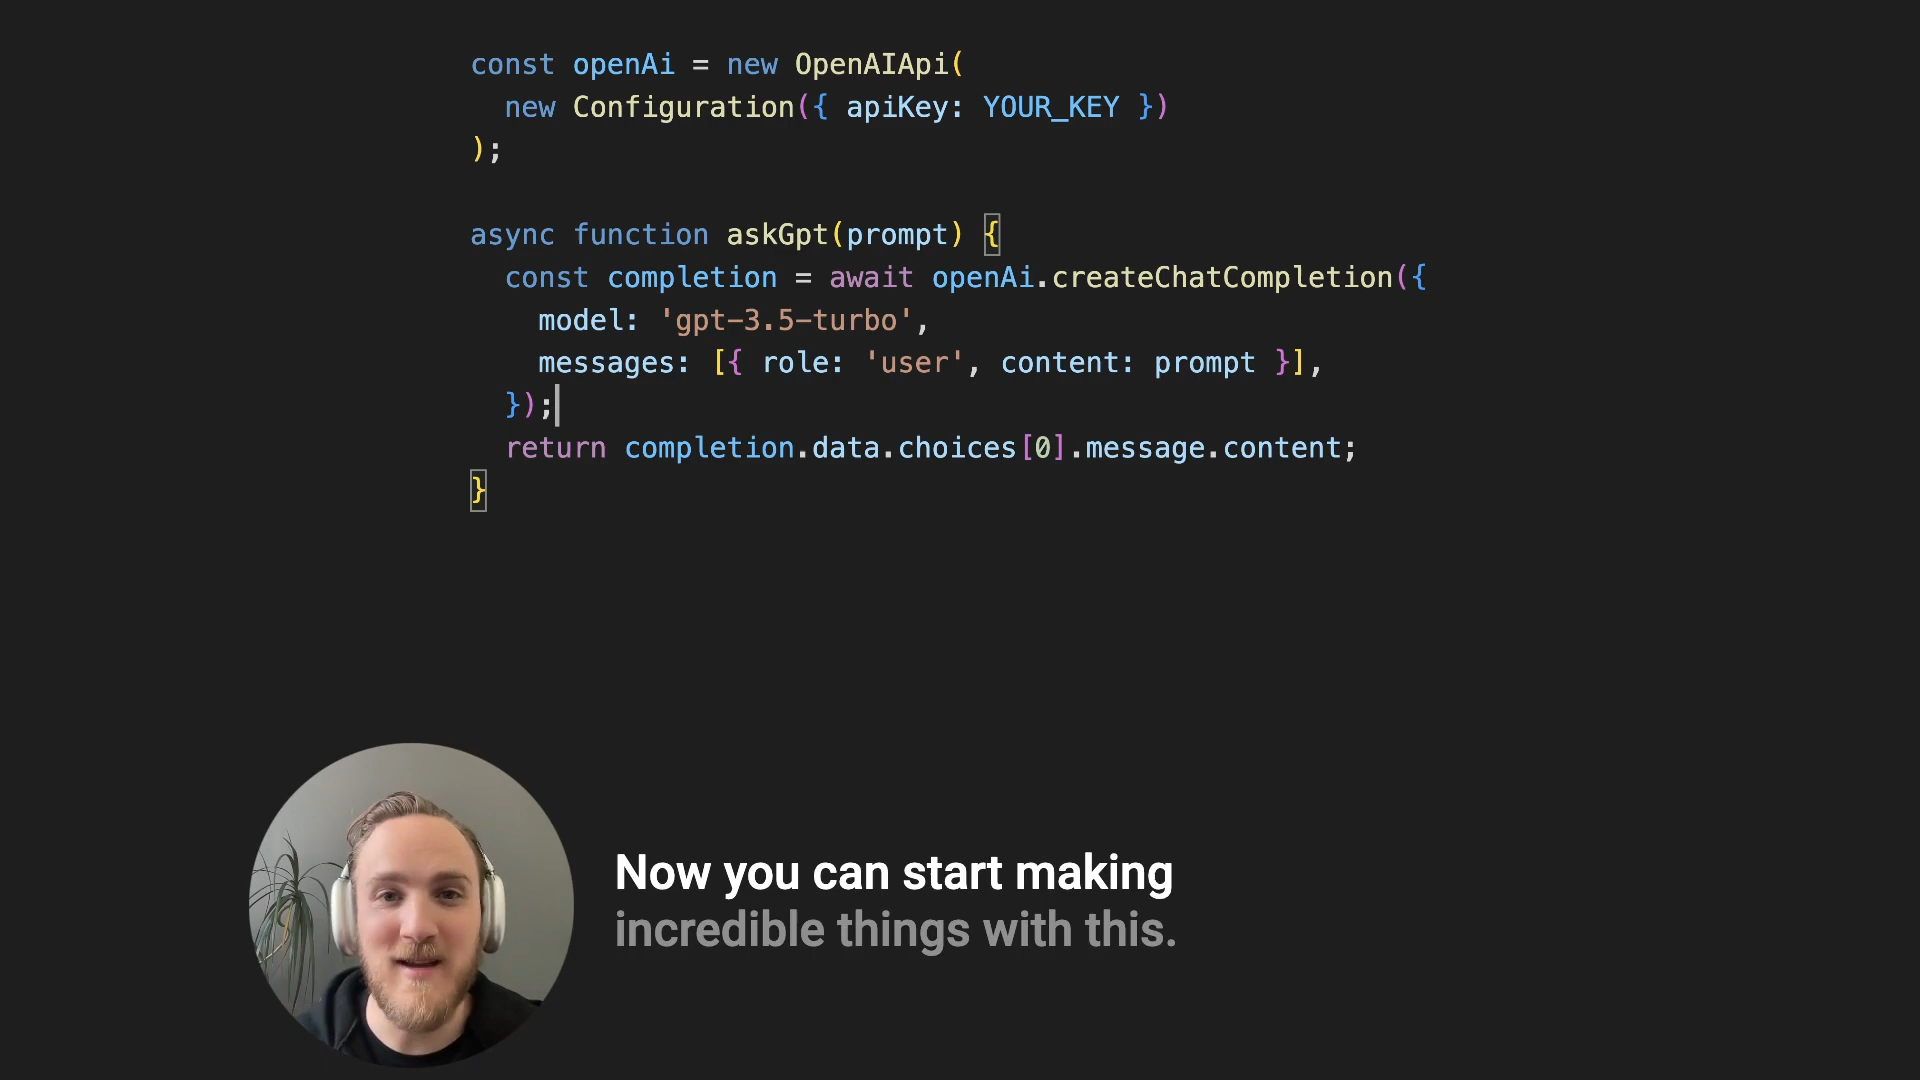 const openAi = new OpenAIApi(
  new Configuration({ apiKey: YOUR_KEY })
);

async function askGpt(prompt) {
  const completion = await openAi.createChatCompletion({
    model: 'gpt-3.5-turbo',
    messages: [{ role: 'user', content: prompt }],
  });
  return completion.data.choices[0].message.content;
}
Now you can start making
incredible things with this.